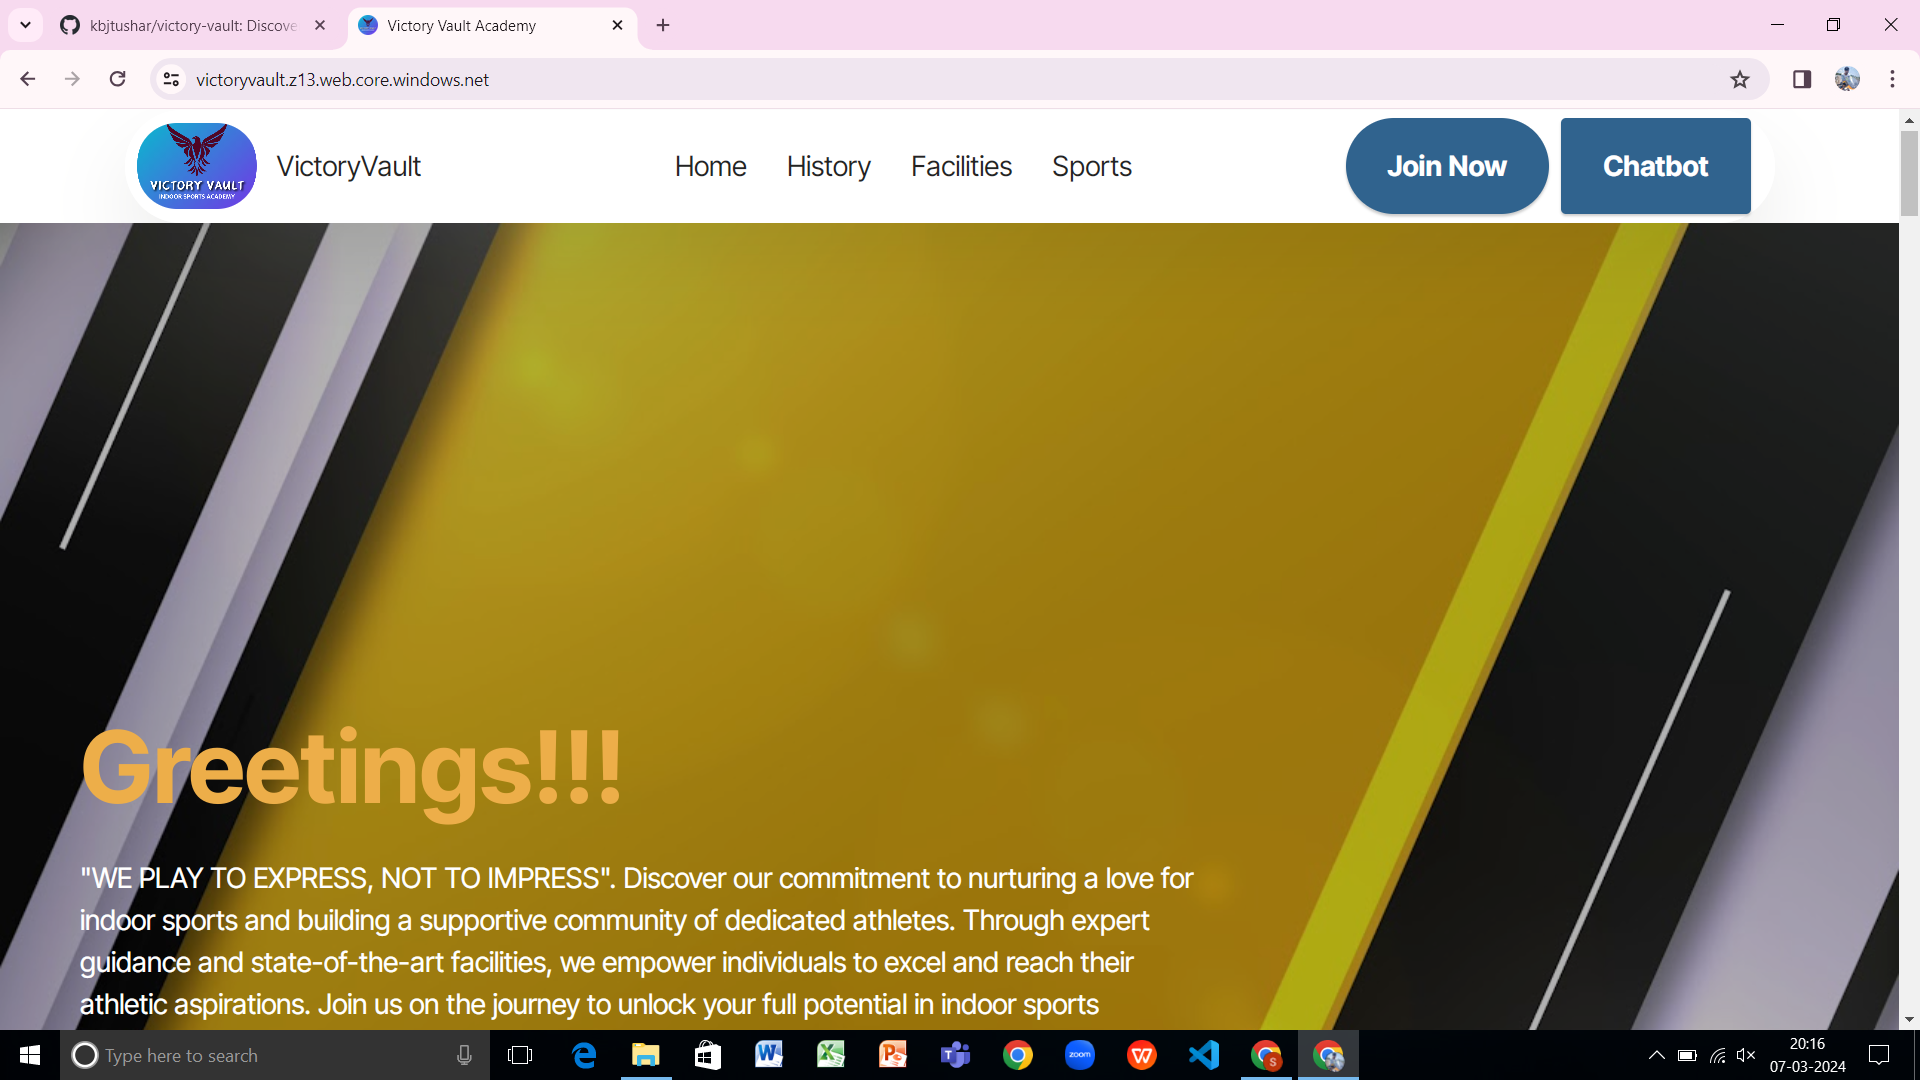 kbjtushar/victory-vault: Discove
Victory Vault Academy
victoryvault.z13.web.core.windows.net
VICTORY VAULT
INDOOR SPORTS ACADEMY
VictoryVault
Home
History
Facilities
Sports
Join Now
Chatbot
Greetings!!!
"WE PLAY TO EXPRESS, NOT TO IMPRESS". Discover our commitment to nurturing a love for
indoor sports and building a supportive community of dedicated athletes. Through expert
guidance and state-of-the-art facilities, we empower individuals to excel and reach their
athletic aspirations. Join us on the journey to unlock your full potential in indoor sports
Type here to search
zoom
S
20:16
07-03-2024